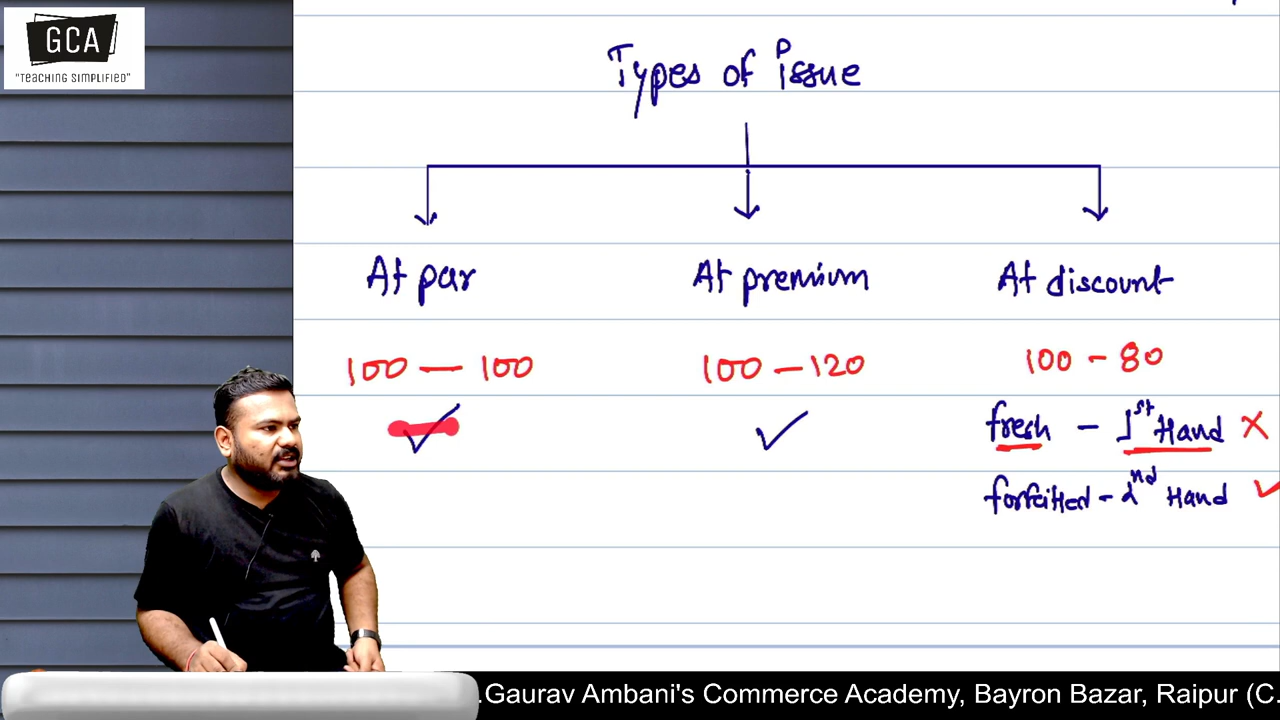 GCA
"TEACHING SIMPLIFIED"
Types of issue
At par
At premium
At discount
100 — 100
100 — 120
100 - 80
fresh - 1st Hand ✗
✓
✓
forfeited - 2nd Hand ✓
.Gaurav Ambani's Commerce Academy, Bayron Bazar, Raipur (C.